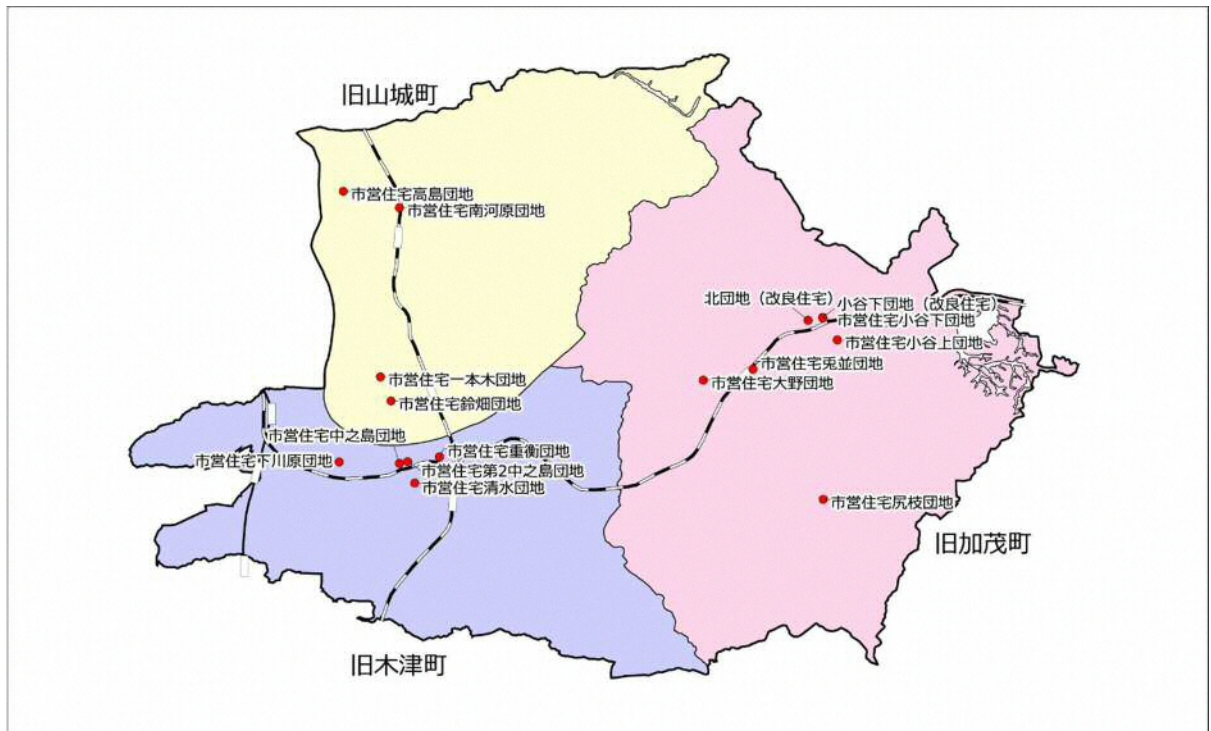 旧山城町
市営住宅高島団地
市営住宅南河原団地
北団地（改良住宅）
小谷下団地（改良住宅）
市営住宅小谷下団地
市営住宅小谷上団地
市営住宅兎並団地
市営住宅大野団地
市営住宅一本木団地
市営住宅鈴畑団地
市営住宅中之島団地
市営住宅重衡団地
市営住宅下川原団地
市営住宅第2中之島団地
市営住宅清水団地
市営住宅尻枝団地
旧加茂町
旧木津町